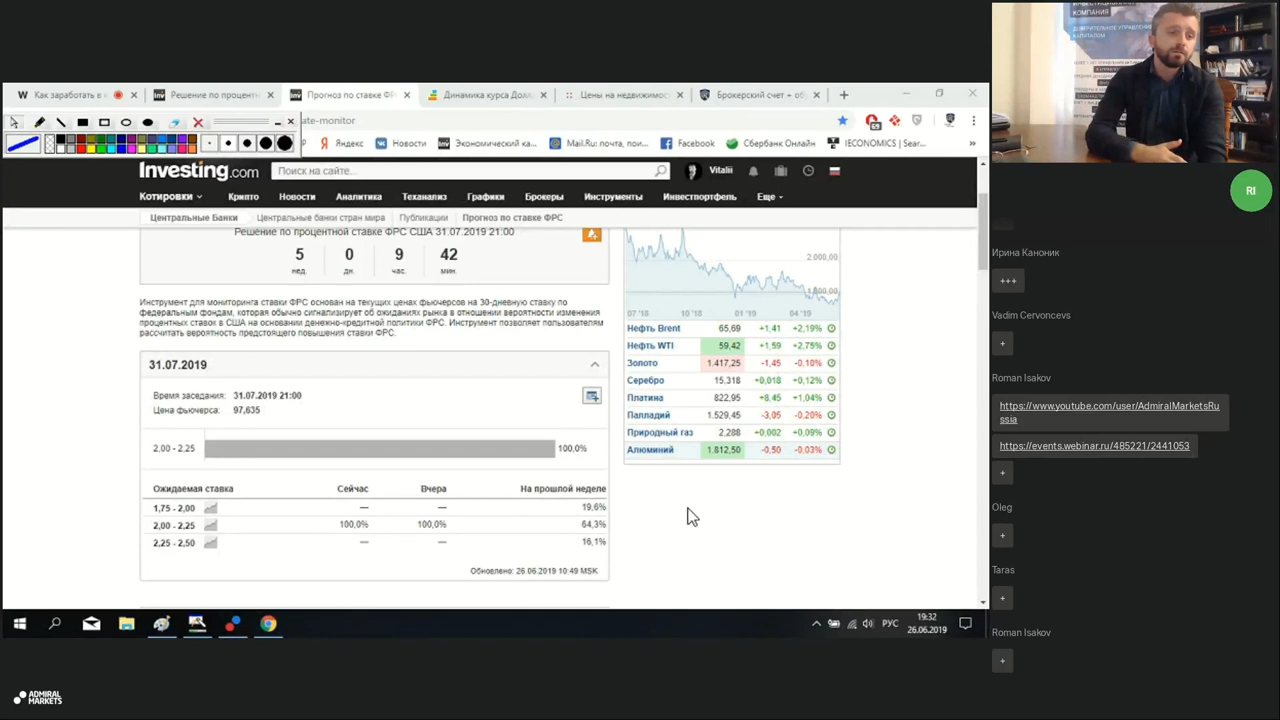 Как заработать в и
Решение по процентн
Прогноз по ставке ФР
Динамика курса Долл
Цены на недвижимос
Брокерский счет + об
ate-monitor
69
Яндекс
Новости
Экономический ка...
Mail.Ru: почта, пои...
Facebook
Сбербанк Онлайн
IECONOMICS | Sear...
Investing.com
Поиск на сайте...
Vitalii
Котировки
Крипто
Новости
Аналитика
Теханализ
Графики
Брокеры
Инструменты
Инвестпортфель
Еще
Центральные Банки
Центральные банки стран мира
Публикации
Прогноз по ставке ФРС
Решение по процентной ставке ФРС США 31.07.2019 21:00
5 0 9 42
нед. дн. час. мин.
Инструмент для мониторинга ставки ФРС основан на текущих ценах фьючерсов на 30-дневную ставку по
федеральным фондам, которая обычно сигнализирует об ожиданиях рынка в отношении вероятности изменения
процентных ставок в США на основании денежно-кредитной политики ФРС. Инструмент позволяет пользователям
рассчитать вероятность предстоящего повышения ставки ФРС.
31.07.2019
Время заседания: 31.07.2019 21:00
Цена фьючерса: 97,635
2,00 - 2,25 100,0%
Ожидаемая ставка Сейчас Вчера На прошлой неделе
1,75 - 2,00 — — 19,6%
2,00 - 2,25 100,0% 100,0% 64,3%
2,25 - 2,50 — — 16,1%
Обновлено: 26.06.2019 10:49 MSK
2.000,00
1.800,00
07 '18 10 '18 01 '19 04 '19
Нефть Brent 65,69 +1,41 +2,19%
Нефть WTI 59,42 +1,59 +2,75%
Золото 1.417,25 -1,45 -0,10%
Серебро 15,318 +0,018 +0,12%
Платина 822,95 +8,45 +1,04%
Палладий 1.529,45 -3,05 -0,20%
Природный газ 2,288 +0,002 +0,09%
Алюминий 1.812,50 -0,50 -0,03%
РУС
19:32
26.06.2019
ADMIRAL
MARKETS
ИНВЕСТИЦИОННАЯ
КОМПАНИЯ
ДОВЕРИТЕЛЬНОЕ УПРАВЛЕНИЕ
КАПИТАЛОМ
RI
Ирина Каноник
+++
Vadim Cervoncevs
+
Roman Isakov
https://www.youtube.com/user/AdmiralMarketsRu
ssia
https://events.webinar.ru/485221/2441053
+
Oleg
+
Taras
+
Roman Isakov
+